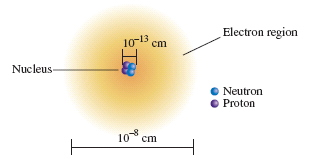 Electron region
10⁻¹³ cm
Nucleus
Neutron
Proton
10⁻⁸ cm